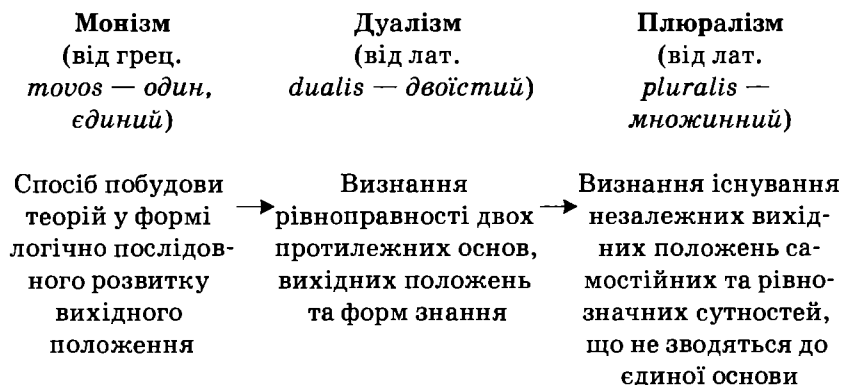 Монізм
(від грец.
movos — один,
єдиний)
Дуалізм
(від лат.
dualis — двоїстий)
Плюралізм
(від лат.
pluralis —
множинний)
Спосіб побудови
теорій у формі
логічно послідов-
ного розвитку
вихідного
положення
Визнання
рівноправності двох
протилежних основ,
вихідних положень
та форм знання
Визнання існування
незалежних вихід-
них положень са-
мостійних та рівно-
значних сутностей,
що не зводяться до
єдиної основи